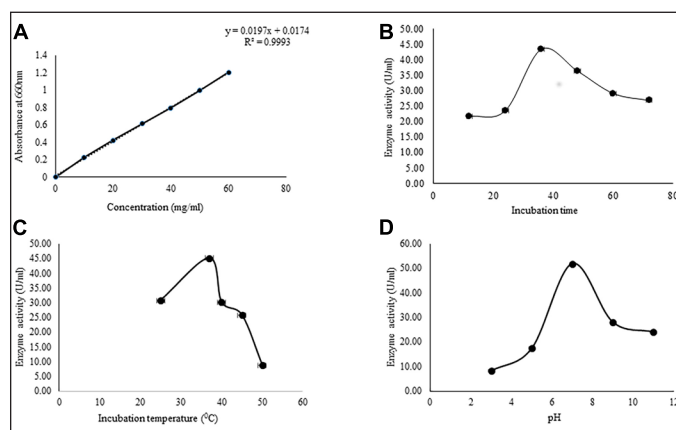 A
y = 0.0197x + 0.0174
R² = 0.9993
1.4
1.2
1
0.8
0.6
0.4
0.2
0
0 20 40 60 80
Absorbance at 660nm
Concentration (mg/ml)
B
50.00
45.00
40.00
35.00
30.00
25.00
20.00
15.00
10.00
5.00
0.00
0 20 40 60 80
Enzyme activity (U/ml)
Incubation time
C
50.00
45.00
40.00
35.00
30.00
25.00
20.00
15.00
10.00
5.00
0.00
0 10 20 30 40 50 60
Enzyme activity (U/ml)
Incubation temperature (⁰C)
D
60.00
50.00
40.00
30.00
20.00
10.00
0.00
0 2 4 6 8 10 12
Enzyme activity (U/ml)
pH